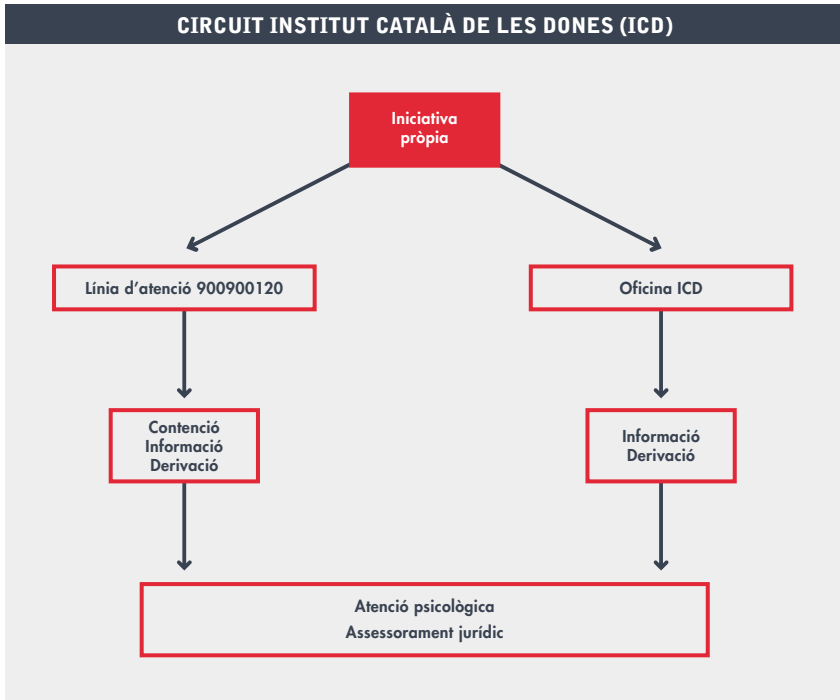 CIRCUIT INSTITUT CATALÀ DE LES DONES (ICD)
Iniciativa
pròpia
Línia d'atenció 900900120
Oficina ICD
Contenció
Informació
Derivació
Informació
Derivació
Atenció psicològica
Assessorament jurídic